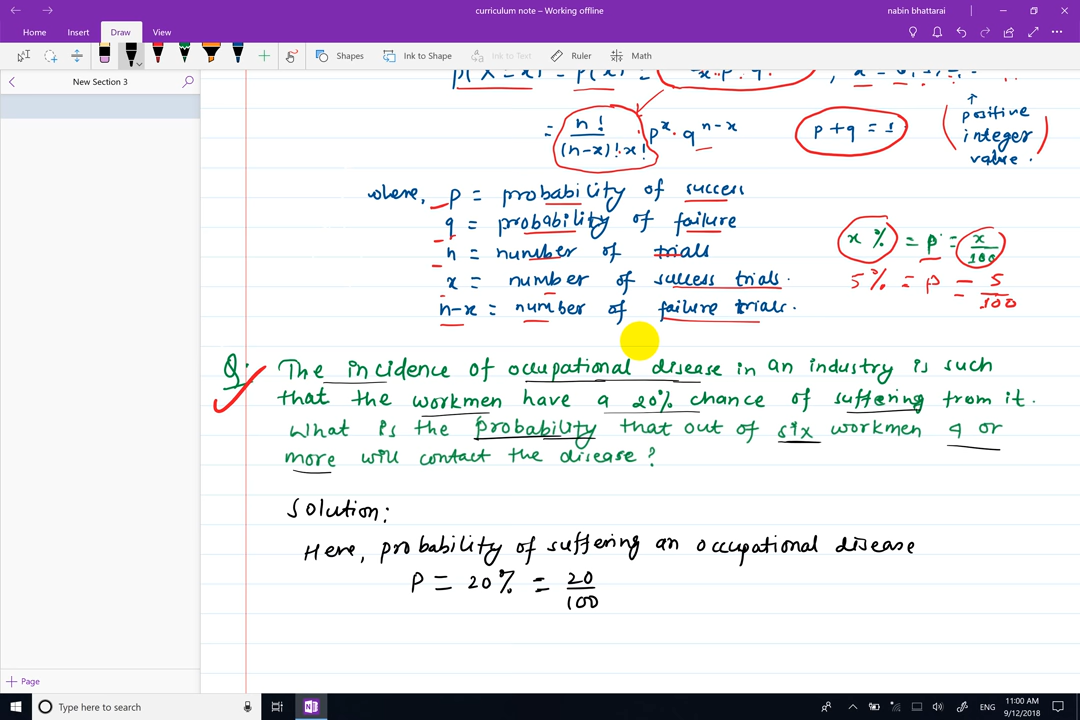 curriculum note – Working offline
nabin bhattarai
Home Insert Draw View
Shapes Ink to Shape Ink to Text Ruler Math
New Section 3
= n! / (n-x)! · x! · p^x · q^n-x
p + q = 1
( positive
integer
value. )
where, p = probability of success
q = probability of failure
n = number of trials
x = number of success trials.
n-x = number of failure trials.
x % = p = x/100
5% = p = 5/100
Q: The incidence of occupational disease in an industry is such
that the workmen have a 20% chance of suffering from it.
What is the probability that out of six workmen 4 or
more will contact the disease?
Solution:
Here, probability of suffering an occupational disease
P = 20% = 20/100
+ Page
Type here to search
ENG
11:00 AM
9/12/2018